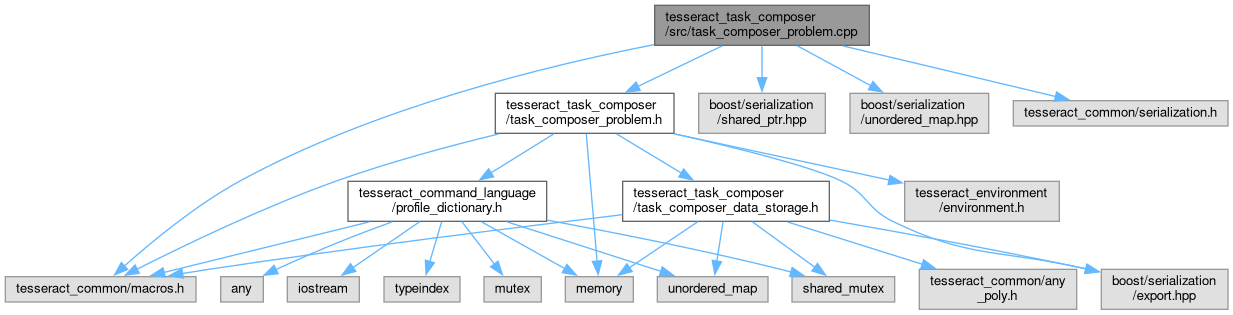 tesseract_task_composer
/src/task_composer_problem.cpp
tesseract_task_composer
/task_composer_problem.h
boost/serialization
/shared_ptr.hpp
boost/serialization
/unordered_map.hpp
tesseract_common/serialization.h
tesseract_command_language
/profile_dictionary.h
tesseract_task_composer
/task_composer_data_storage.h
tesseract_environment
/environment.h
tesseract_common/macros.h
any
iostream
typeindex
mutex
memory
unordered_map
shared_mutex
tesseract_common/any
_poly.h
boost/serialization
/export.hpp